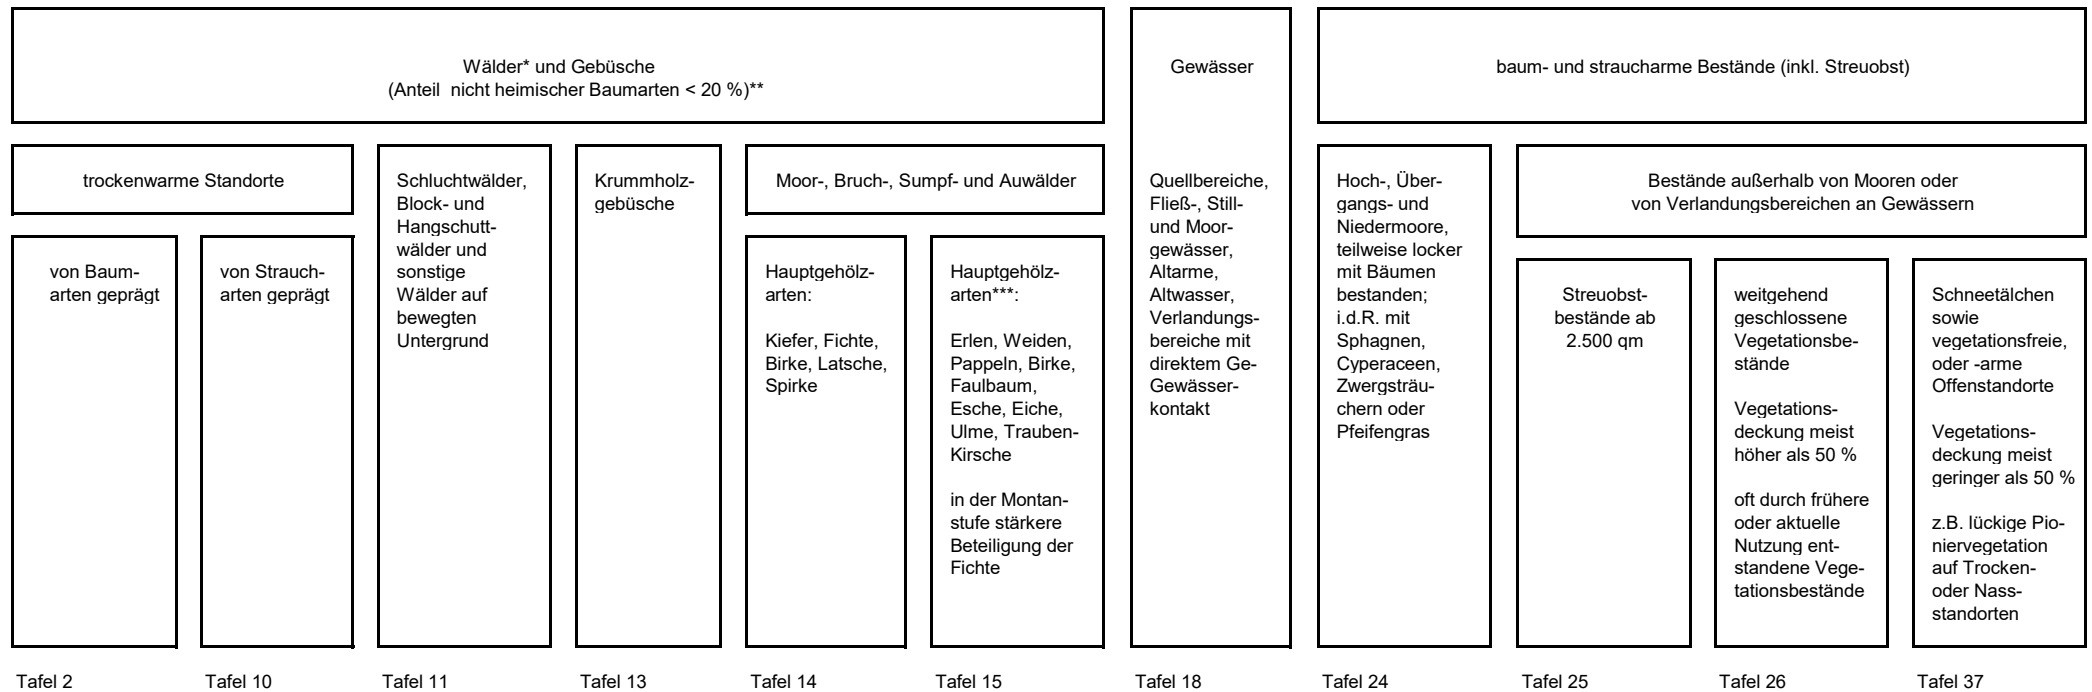 Wälder* und Gebüsche
(Anteil nicht heimischer Baumarten < 20 %)**
Gewässer
baum- und straucharme Bestände (inkl. Streuobst)
trockenwarme Standorte
von Baum-
arten geprägt
von Strauch-
arten geprägt
Schluchtwälder,
Block- und
Hangschutt-
wälder und
sonstige
Wälder auf
bewegten
Untergrund
Krummholz-
gebüsche
Moor-, Bruch-, Sumpf- und Auwälder
Hauptgehölz-
arten:
Kiefer, Fichte,
Birke, Latsche,
Spirke
Hauptgehölz-
arten***:
Erlen, Weiden,
Pappeln, Birke,
Faulbaum,
Esche, Eiche,
Ulme, Trauben-
Kirsche
in der Montan-
stufe stärkere
Beteiligung der
Fichte
Quellbereiche,
Fließ-, Still-
und Moor-
gewässer,
Altarme,
Altwasser,
Verlandungs-
bereiche mit
direktem Ge-
Gewässer-
kontakt
Hoch-, Über-
gangs- und
Niedermoore,
teilweise locker
mit Bäumen
bestanden;
i.d.R. mit
Sphagnen,
Cyperaceen,
Zwergsträu-
chern oder
Pfeifengras
Bestände außerhalb von Mooren oder
von Verlandungsbereichen an Gewässern
Streuobst-
bestände ab
2.500 qm
weitgehend
geschlossene
Vegetationsbe-
stände
Vegetations-
deckung meist
höher als 50 %
oft durch frühere
oder aktuelle
Nutzung ent-
standene Vege-
tationsbestände
Schneetälchen
sowie
vegetationsfreie,
oder -arme
Offenstandorte
Vegetations-
deckung meist
geringer als 50 %
z.B. lückige Pio-
niervegetation
auf Trocken-
oder Nass-
standorten
Tafel 2
Tafel 10
Tafel 11
Tafel 13
Tafel 14
Tafel 15
Tafel 18
Tafel 24
Tafel 25
Tafel 26
Tafel 37